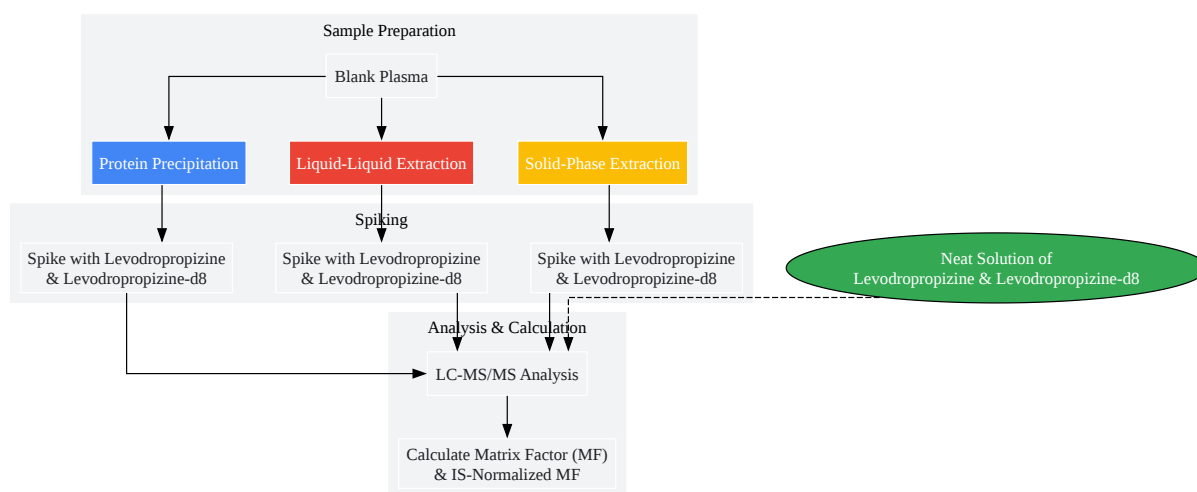 Sample Preparation
Blank Plasma
Protein Precipitation
Liquid-Liquid Extraction
Solid-Phase Extraction
Spiking
Spike with Levodropropizine
& Levodropropizine-d8
Spike with Levodropropizine
& Levodropropizine-d8
Spike with Levodropropizine
& Levodropropizine-d8
Neat Solution of
Levodropropizine & Levodropropizine-d8
Analysis & Calculation
LC-MS/MS Analysis
Calculate Matrix Factor (MF)
& IS-Normalized MF